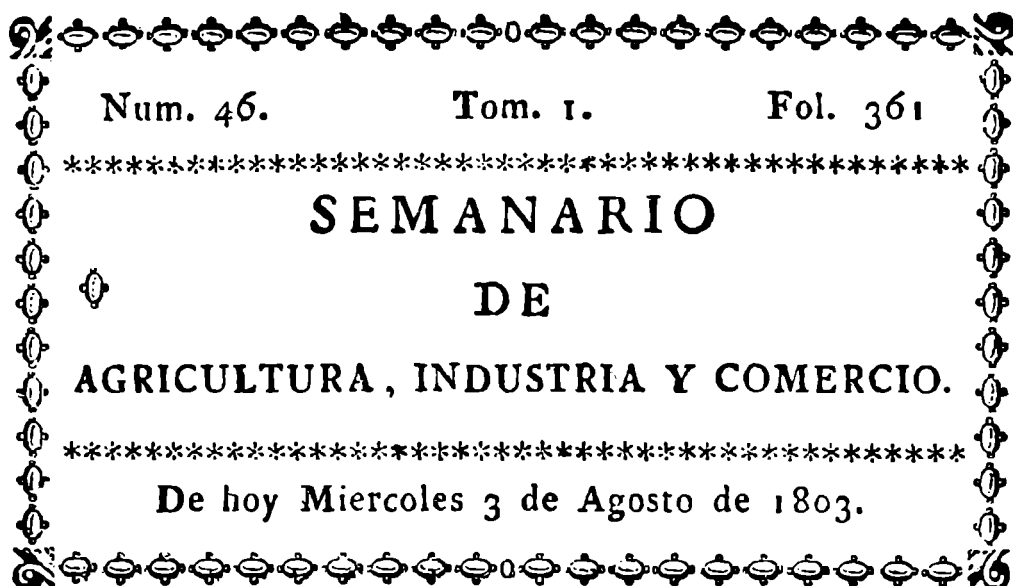 Num. 46. Tom. 1. Fol. 361
SEMANARIO
DE
AGRICULTURA, INDUSTRIA Y COMERCIO.
De hoy Miercoles 3 de Agosto de 1803.